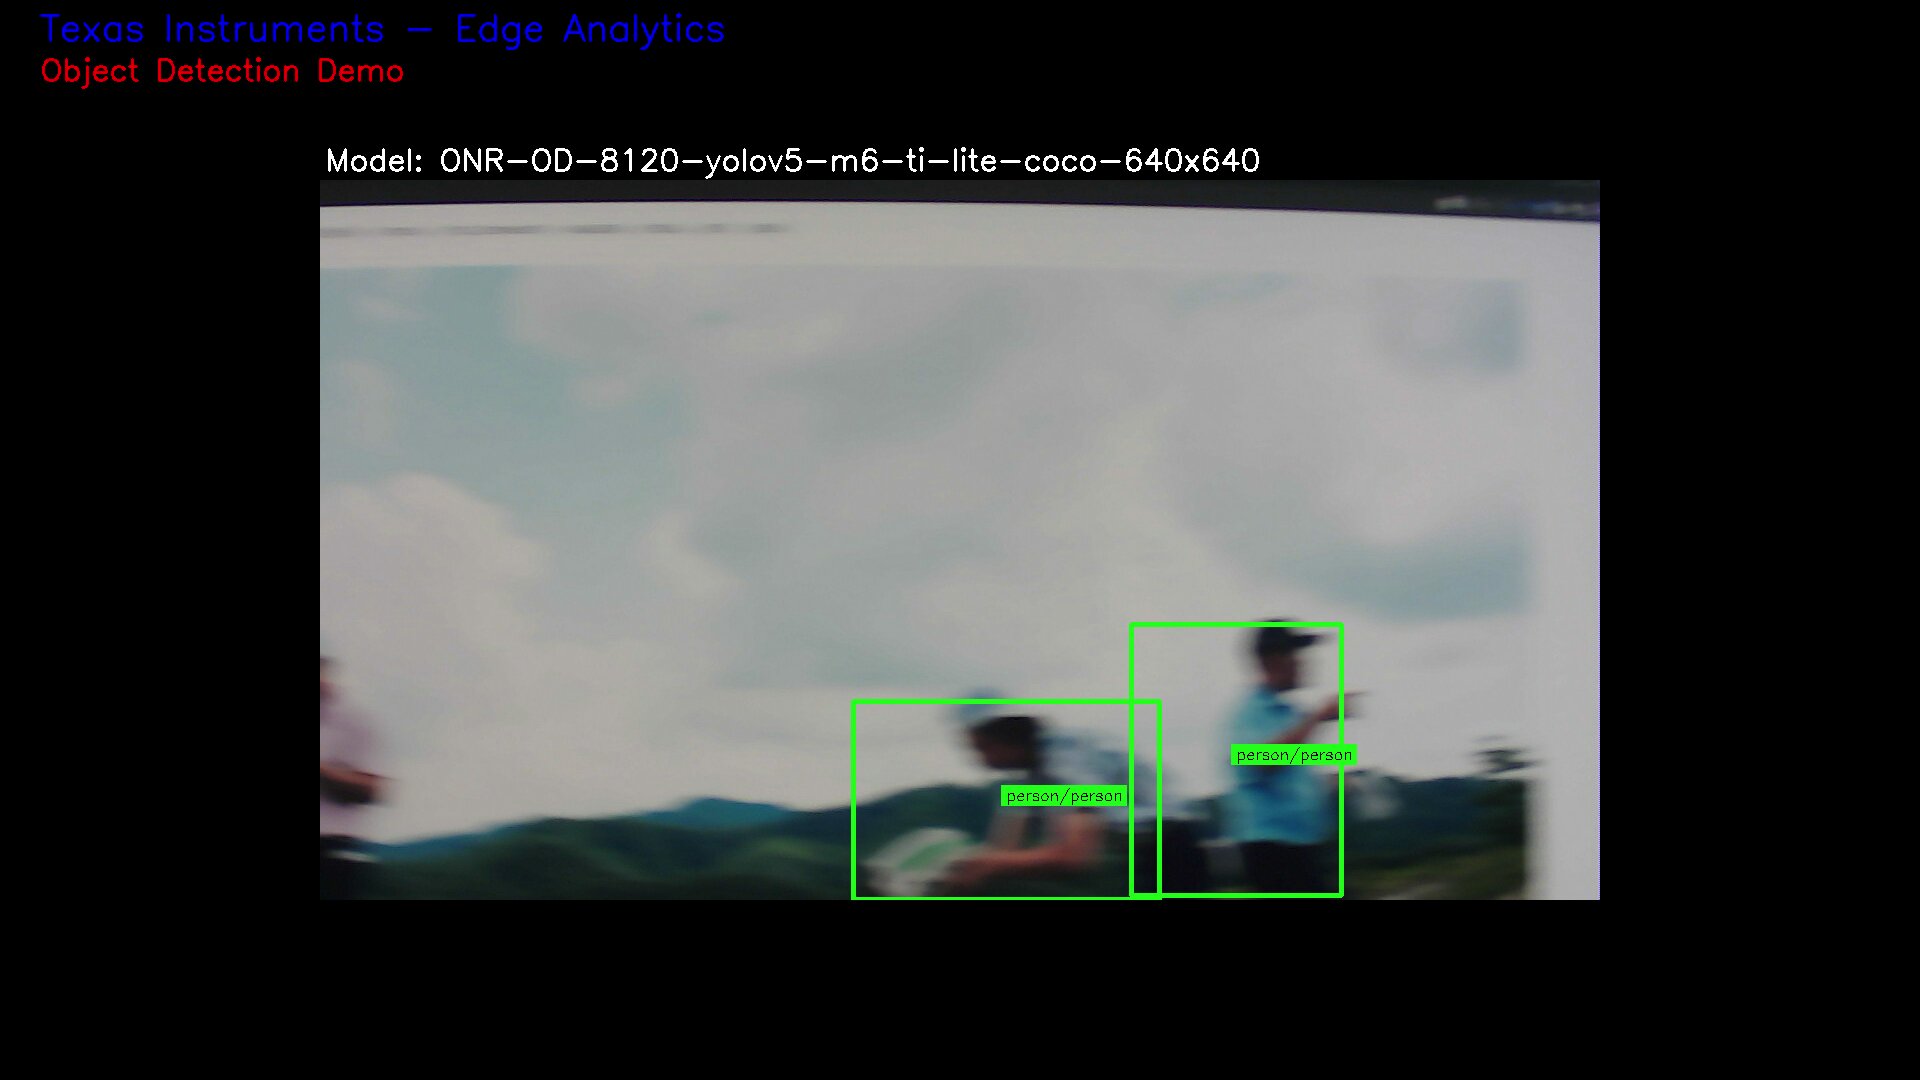 Texas Instruments - Edge Analytics
Object Detection Demo
Model: ONR-OD-8120-yolov5-m6-ti-lite-coco-640x640
person/person
person/person